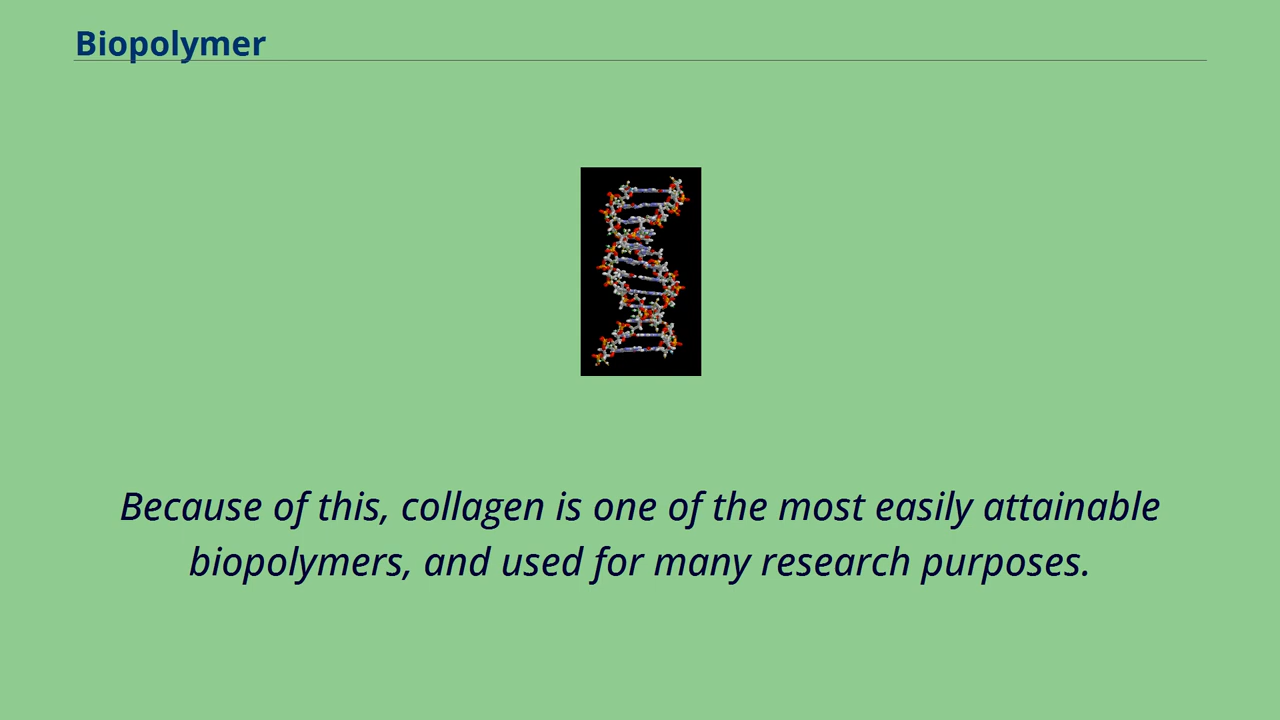 Biopolymer
Because of this, collagen is one of the most easily attainable
biopolymers, and used for many research purposes.